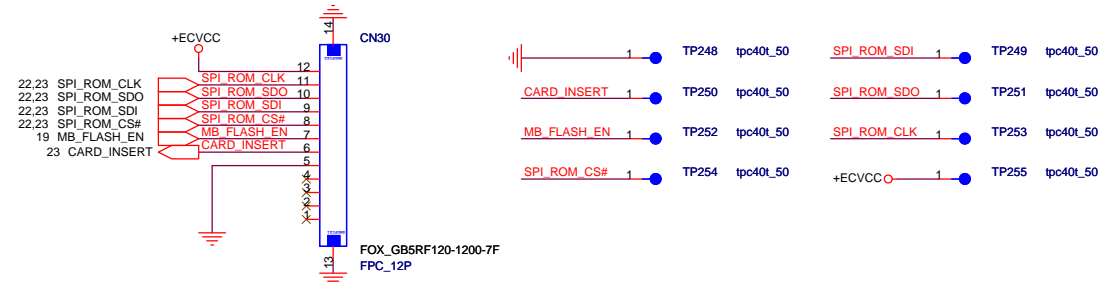 14
CN30
+ECVCC
12
22,23 SPI_ROM_CLK
SPI_ROM_CLK
11
22,23 SPI_ROM_SDO
SPI_ROM_SDO
10
22,23 SPI_ROM_SDI
SPI_ROM_SDI
9
22,23 SPI_ROM_CS#
SPI_ROM_CS#
8
19 MB_FLASH_EN
MB_FLASH_EN
7
23 CARD_INSERT
CARD_INSERT
6
5
4
3
2
1
13
FOX_GB5RF120-1200-7F
FPC_12P
1 TP248 tpc40t_50
SPI_ROM_SDI 1 TP249 tpc40t_50
CARD_INSERT 1 TP250 tpc40t_50
SPI_ROM_SDO 1 TP251 tpc40t_50
MB_FLASH_EN 1 TP252 tpc40t_50
SPI_ROM_CLK 1 TP253 tpc40t_50
SPI_ROM_CS# 1 TP254 tpc40t_50
+ECVCC 1 TP255 tpc40t_50